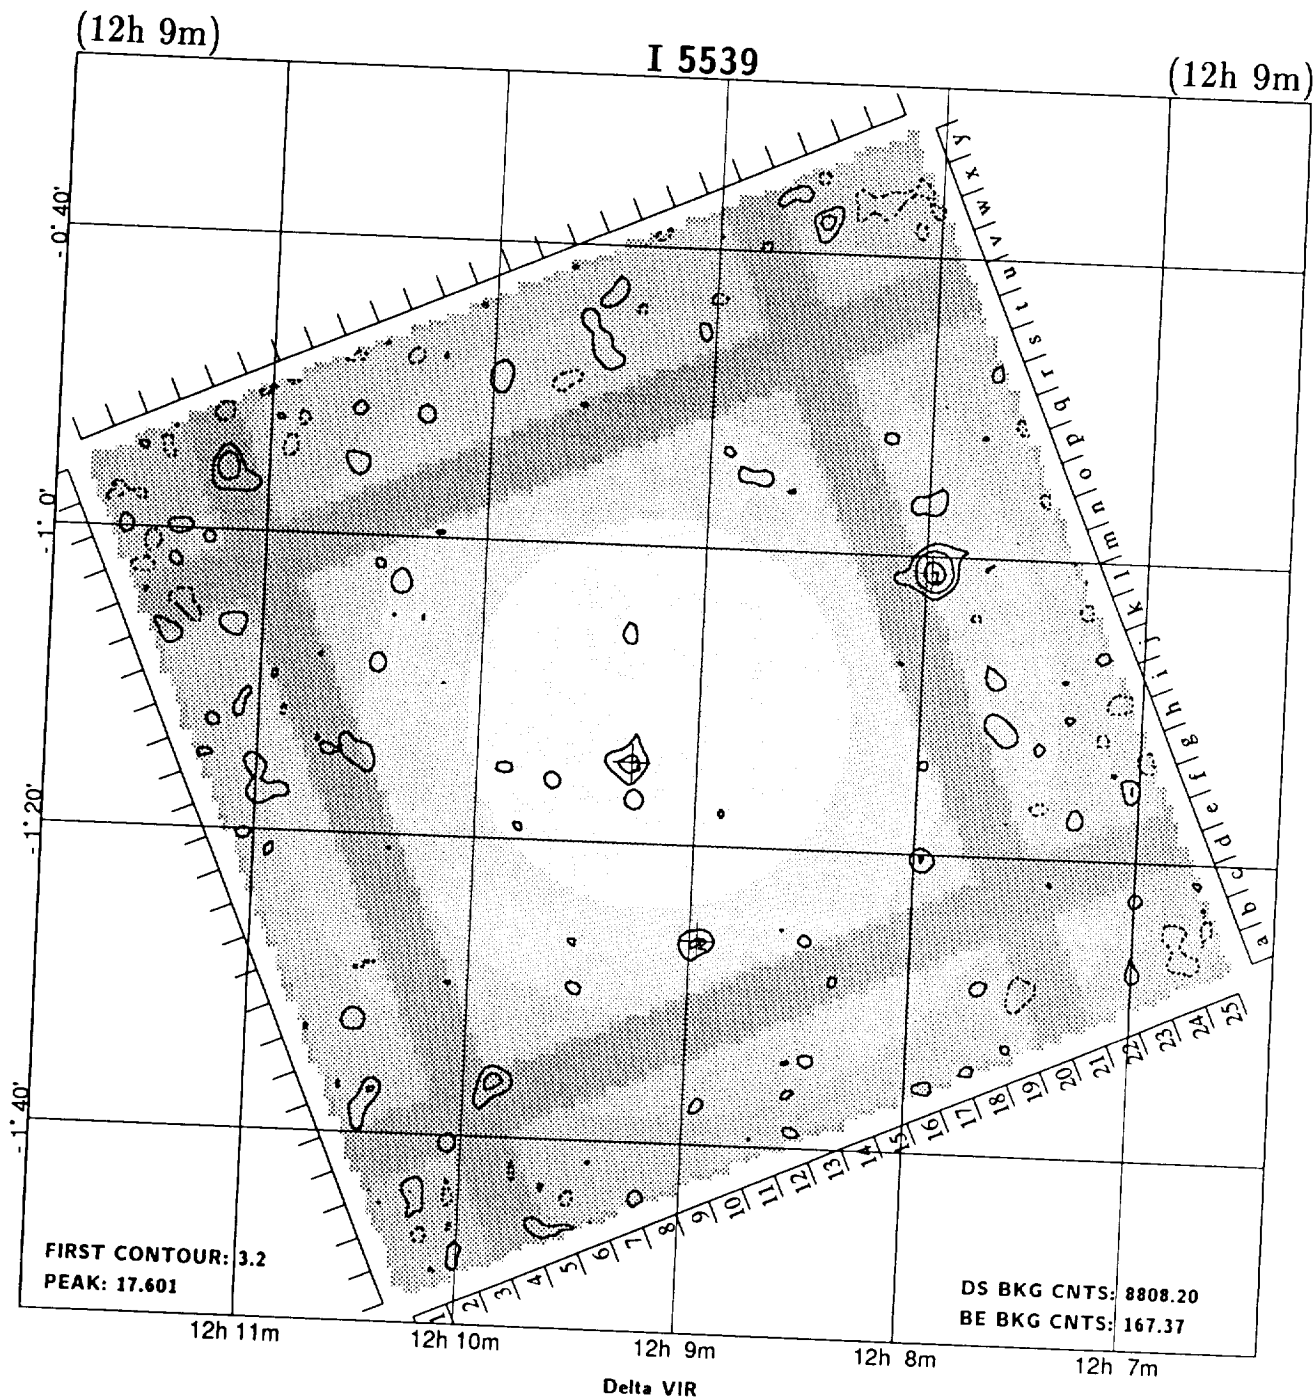 (12h 9m)
I 5539
(12h 9m)
-0° 40'
-1° 0'
-1° 20'
-1° 40'
a b c d e f g h i j k l m n o p q r s t u v w x y
1 2 3 4 5 6 7 8 9 10 11 12 13 14 15 16 17 18 19 20 21 22 23 24 25
FIRST CONTOUR: 3.2
PEAK: 17.601
DS BKG CNTS: 8808.20
BE BKG CNTS: 167.37
12h 11m
12h 10m
12h 9m
12h 8m
12h 7m
Delta VIR